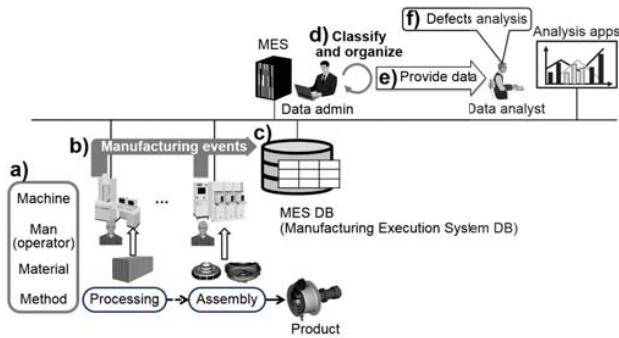 f) Defects analysis
d) Classify
and organize
MES
Analysis apps
e) Provide data
Data admin
Data analyst
b) Manufacturing events
c)
a)
Machine
...
Man
(operator)
MES DB
(Manufacturing Execution System DB)
Material
Method
Processing
Assembly
Product